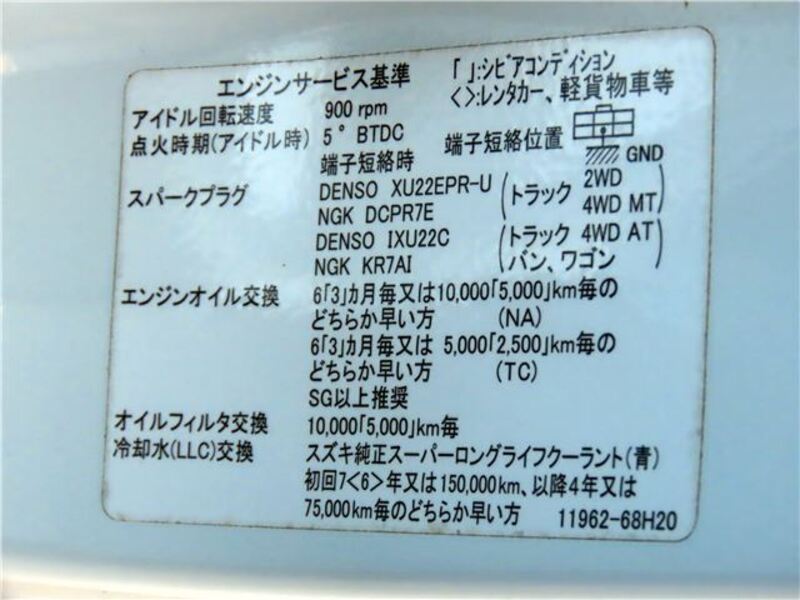 エンジンサービス基準 「 」:シビアコンディション
< >:レンタカー、軽貨物車等
アイドル回転速度 900 rpm
点火時期(アイドル時) 5° BTDC 端子短絡位置
端子短絡時 GND
スパークプラグ DENSO XU22EPR-U (トラック 2WD
NGK DCPR7E 4WD MT)
DENSO IXU22C (トラック 4WD AT)
NGK KR7AI バン、ワゴン
エンジンオイル交換 6「3」カ月毎又は10,000「5,000」km毎の
どちらか早い方 (NA)
6「3」カ月毎又は 5,000「2,500」km毎の
どちらか早い方 (TC)
SG以上推奨
オイルフィルタ交換 10,000「5,000」km毎
冷却水(LLC)交換 スズキ純正スーパーロングライフクーラント(青)
初回7<6>年又は150,000km、以降4年又は
75,000km毎のどちらか早い方 11962-68H20